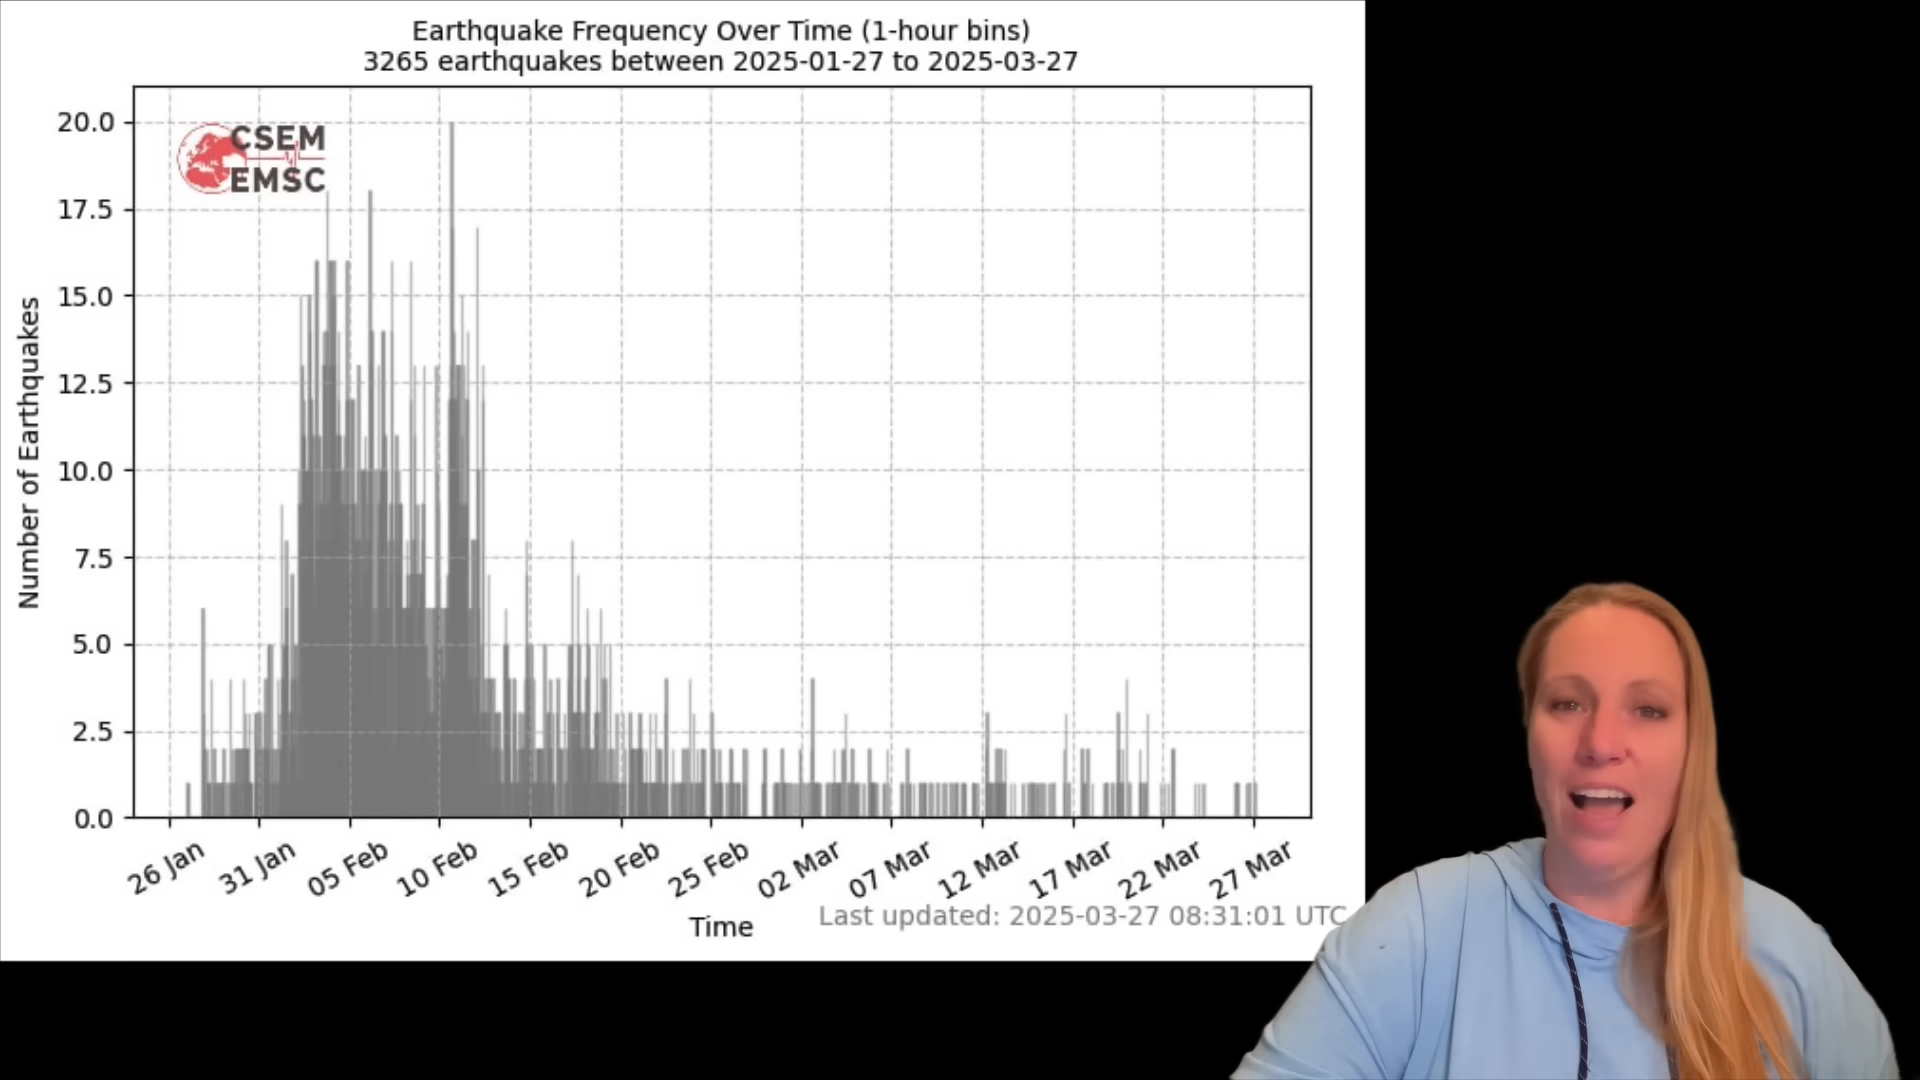 Earthquake Frequency Over Time (1-hour bins)
3265 earthquakes between 2025-01-27 to 2025-03-27
CSEM
EMSC
Number of Earthquakes
20.0
17.5
15.0
12.5
10.0
7.5
5.0
2.5
0.0
26 Jan
31 Jan
05 Feb
10 Feb
15 Feb
20 Feb
25 Feb
02 Mar
07 Mar
12 Mar
17 Mar
22 Mar
27 Mar
Time
Last updated: 2025-03-27 08:31:01 UTC